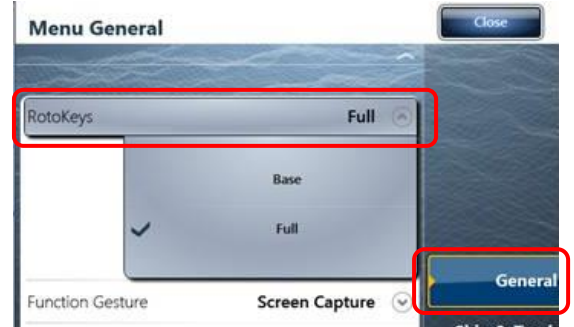 Menu General
Close
RotoKeys Full
Base
Full
General
Function Gesture Screen Capture